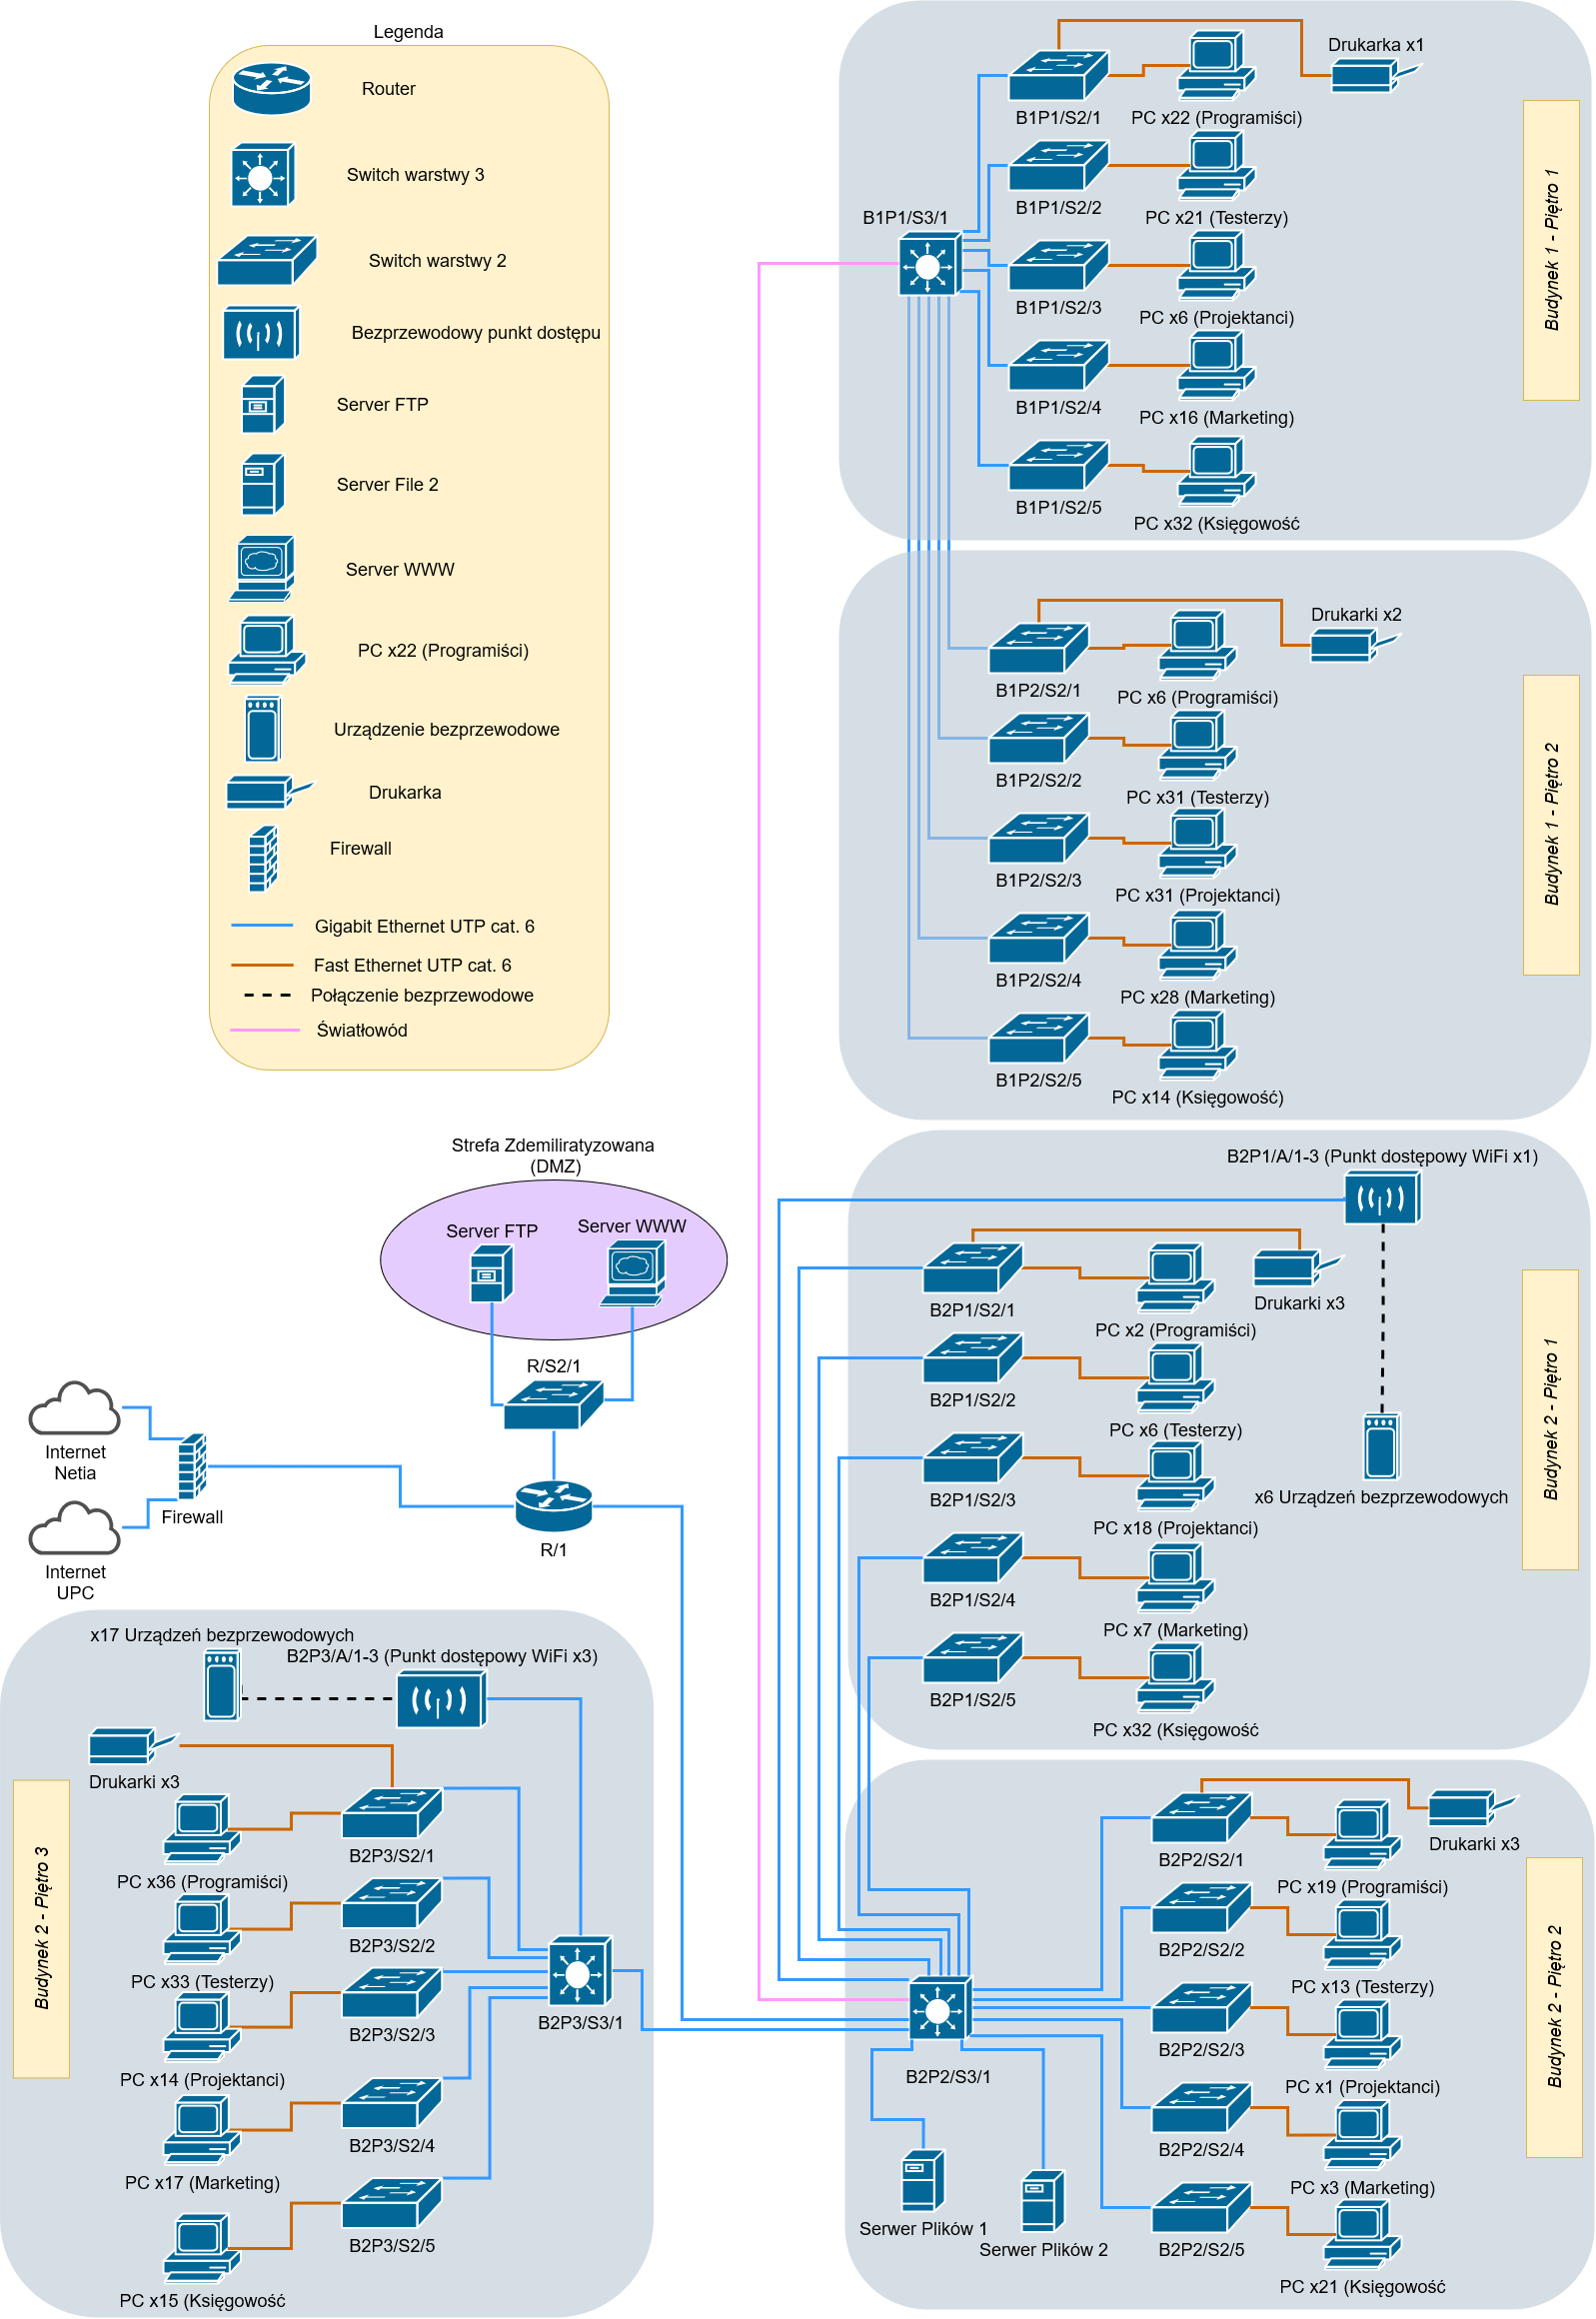 Legenda
Router
Switch warstwy 3
Switch warstwy 2
Bezprzewodowy punkt dostępu
Server FTP
Server File 2
Server WWW
PC x22 (Programiści)
Urządzenie bezprzewodowe
Drukarka
Firewall
Gigabit Ethernet UTP cat. 6
Fast Ethernet UTP cat. 6
Połączenie bezprzewodowe
Światłowód
Drukarka x1
B1P1/S2/1
PC x22 (Programiści)
B1P1/S2/2
PC x21 (Testerzy)
B1P1/S3/1
B1P1/S2/3
PC x6 (Projektanci)
B1P1/S2/4
PC x16 (Marketing)
B1P1/S2/5
PC x32 (Księgowość
Budynek 1 - Piętro 1
Drukarki x2
B1P2/S2/1
PC x6 (Programiści)
B1P2/S2/2
PC x31 (Testerzy)
B1P2/S2/3
PC x31 (Projektanci)
B1P2/S2/4
PC x28 (Marketing)
B1P2/S2/5
PC x14 (Księgowość)
Budynek 1 - Piętro 2
Strefa Zdemiliratyzowana
(DMZ)
Server FTP
Server WWW
R/S2/1
R/1
Internet
Netia
Firewall
Internet
UPC
B2P1/A/1-3 (Punkt dostępowy WiFi x1)
B2P1/S2/1
Drukarki x3
PC x2 (Programiści)
B2P1/S2/2
PC x6 (Testerzy)
B2P1/S2/3
x6 Urządzeń bezprzewodowych
PC x18 (Projektanci)
B2P1/S2/4
PC x7 (Marketing)
B2P1/S2/5
PC x32 (Księgowość
Budynek 2 - Piętro 1
x17 Urządzeń bezprzewodowych
B2P3/A/1-3 (Punkt dostępowy WiFi x3)
Drukarki x3
B2P3/S2/1
PC x36 (Programiści)
B2P3/S2/2
PC x33 (Testerzy)
B2P3/S3/1
B2P3/S2/3
PC x14 (Projektanci)
B2P3/S2/4
PC x17 (Marketing)
B2P3/S2/5
PC x15 (Księgowość
Budynek 2 - Piętro 3
Drukarki x3
B2P2/S2/1
PC x19 (Programiści)
B2P2/S2/2
PC x13 (Testerzy)
B2P2/S3/1
B2P2/S2/3
PC x1 (Projektanci)
B2P2/S2/4
PC x3 (Marketing)
Serwer Plików 1
Serwer Plików 2
B2P2/S2/5
PC x21 (Księgowość
Budynek 2 - Piętro 2